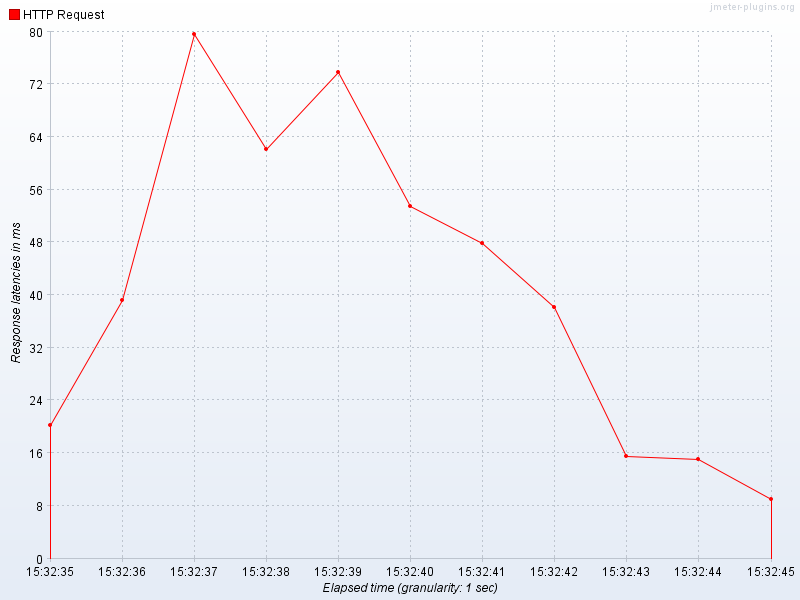 jmeter-plugins.org
HTTP Request
80
72
64
56
48
40
32
24
16
8
0
Response latencies in ms
15:32:35 15:32:36 15:32:37 15:32:38 15:32:39 15:32:40 15:32:41 15:32:42 15:32:43 15:32:44 15:32:45
Elapsed time (granularity: 1 sec)